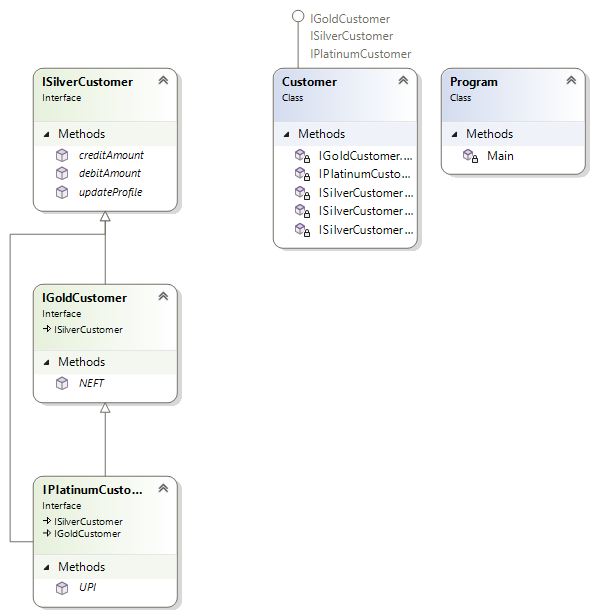 IGoldCustomer
ISilverCustomer
IPlatinumCustomer
ISilverCustomer
Interface
Methods
creditAmount
debitAmount
updateProfile
Customer
Class
Methods
IGoldCustomer....
IPlatinumCusto...
ISilverCustomer...
ISilverCustomer...
ISilverCustomer...
Program
Class
Methods
Main
IGoldCustomer
Interface
ISilverCustomer
Methods
NEFT
IPlatinumCusto...
Interface
ISilverCustomer
IGoldCustomer
Methods
UPI